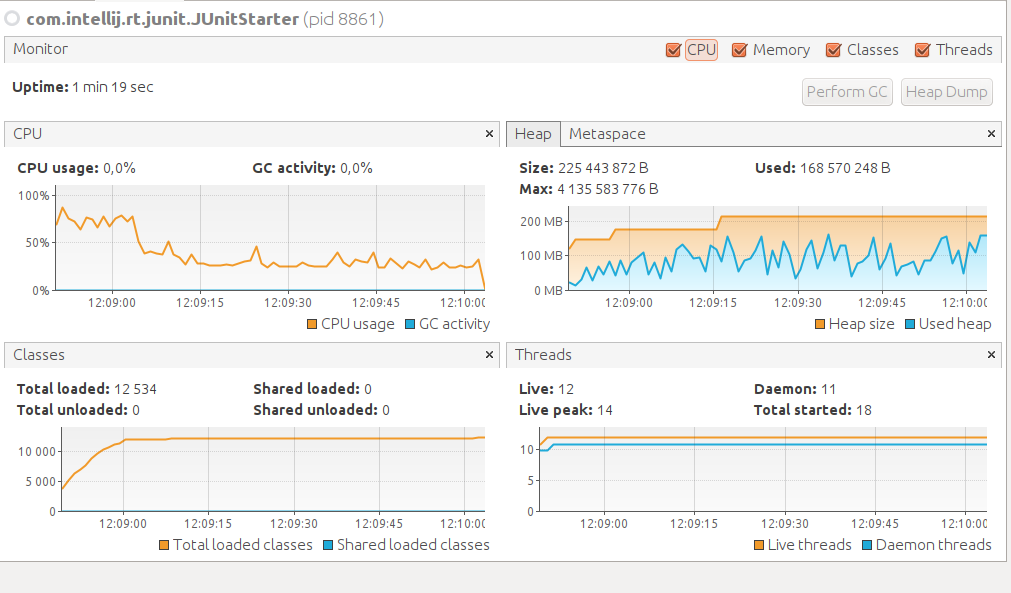 com.intellij.rt.junit.JUnitStarter (pid 8861)
Monitor CPU Memory Classes Threads
Uptime: 1 min 19 sec Perform GC Heap Dump
CPU
CPU usage: 0,0% GC activity: 0,0%
100%
50%
0%
12:09:00 12:09:15 12:09:30 12:09:45 12:10:00
CPU usage GC activity
Heap Metaspace
Size: 225 443 872 B Used: 168 570 248 B
Max: 4 135 583 776 B
200 MB
100 MB
0 MB
12:09:00 12:09:15 12:09:30 12:09:45 12:10:00
Heap size Used heap
Classes
Total loaded: 12 534 Shared loaded: 0
Total unloaded: 0 Shared unloaded: 0
10 000
5 000
0
12:09:00 12:09:15 12:09:30 12:09:45 12:10:00
Total loaded classes Shared loaded classes
Threads
Live: 12 Daemon: 11
Live peak: 14 Total started: 18
10
5
0
12:09:00 12:09:15 12:09:30 12:09:45 12:10:00
Live threads Daemon threads